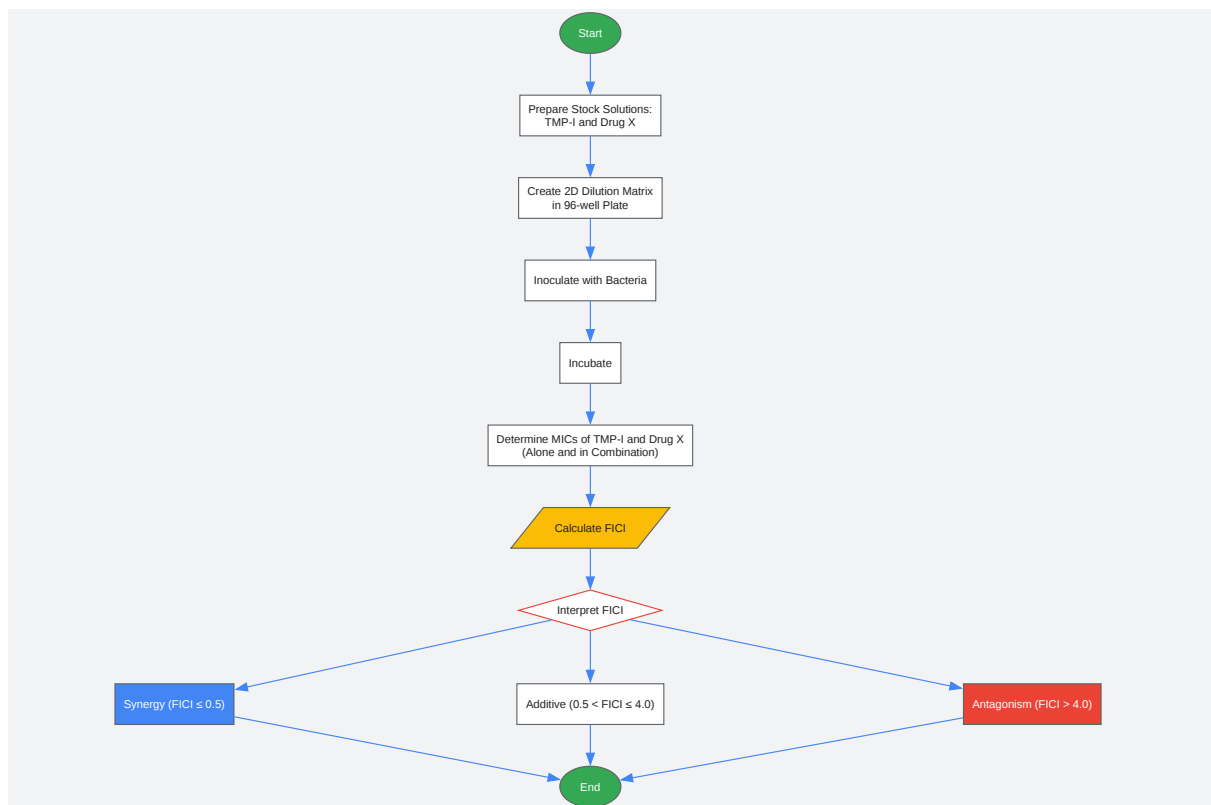 Start
Prepare Stock Solutions:
TMP-I and Drug X
Create 2D Dilution Matrix
in 96-well Plate
Inoculate with Bacteria
Incubate
Determine MICs of TMP-I and Drug X
(Alone and in Combination)
Calculate FICI
Interpret FICI
Synergy (FICI ≤ 0.5)
Additive (0.5 < FICI ≤ 4.0)
Antagonism (FICI > 4.0)
End